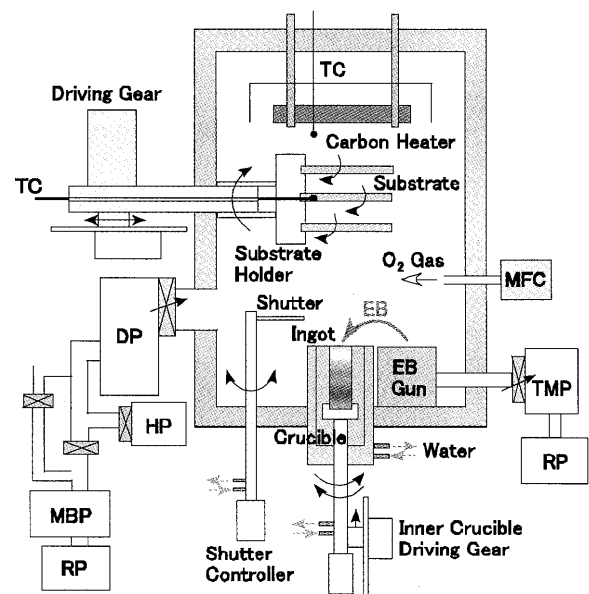 TC
Driving Gear
Carbon Heater
TC
Substrate
Substrate
Holder
O₂ Gas
MFC
Shutter
EB
Ingot
DP
EB
Gun
TMP
HP
Crucible
Water
RP
MBP
Inner Crucible
Driving Gear
Shutter
Controller
RP